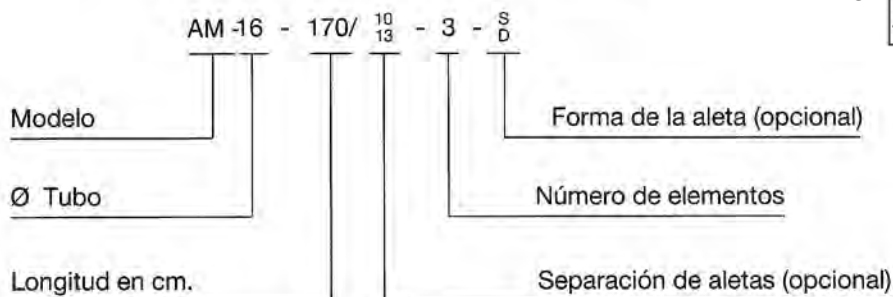 AM -16 - 170/ 10 13 - 3 - S D
Modelo
Forma de la aleta (opcional)
Ø Tubo
Número de elementos
Longitud en cm.
Separación de aletas (opcional)